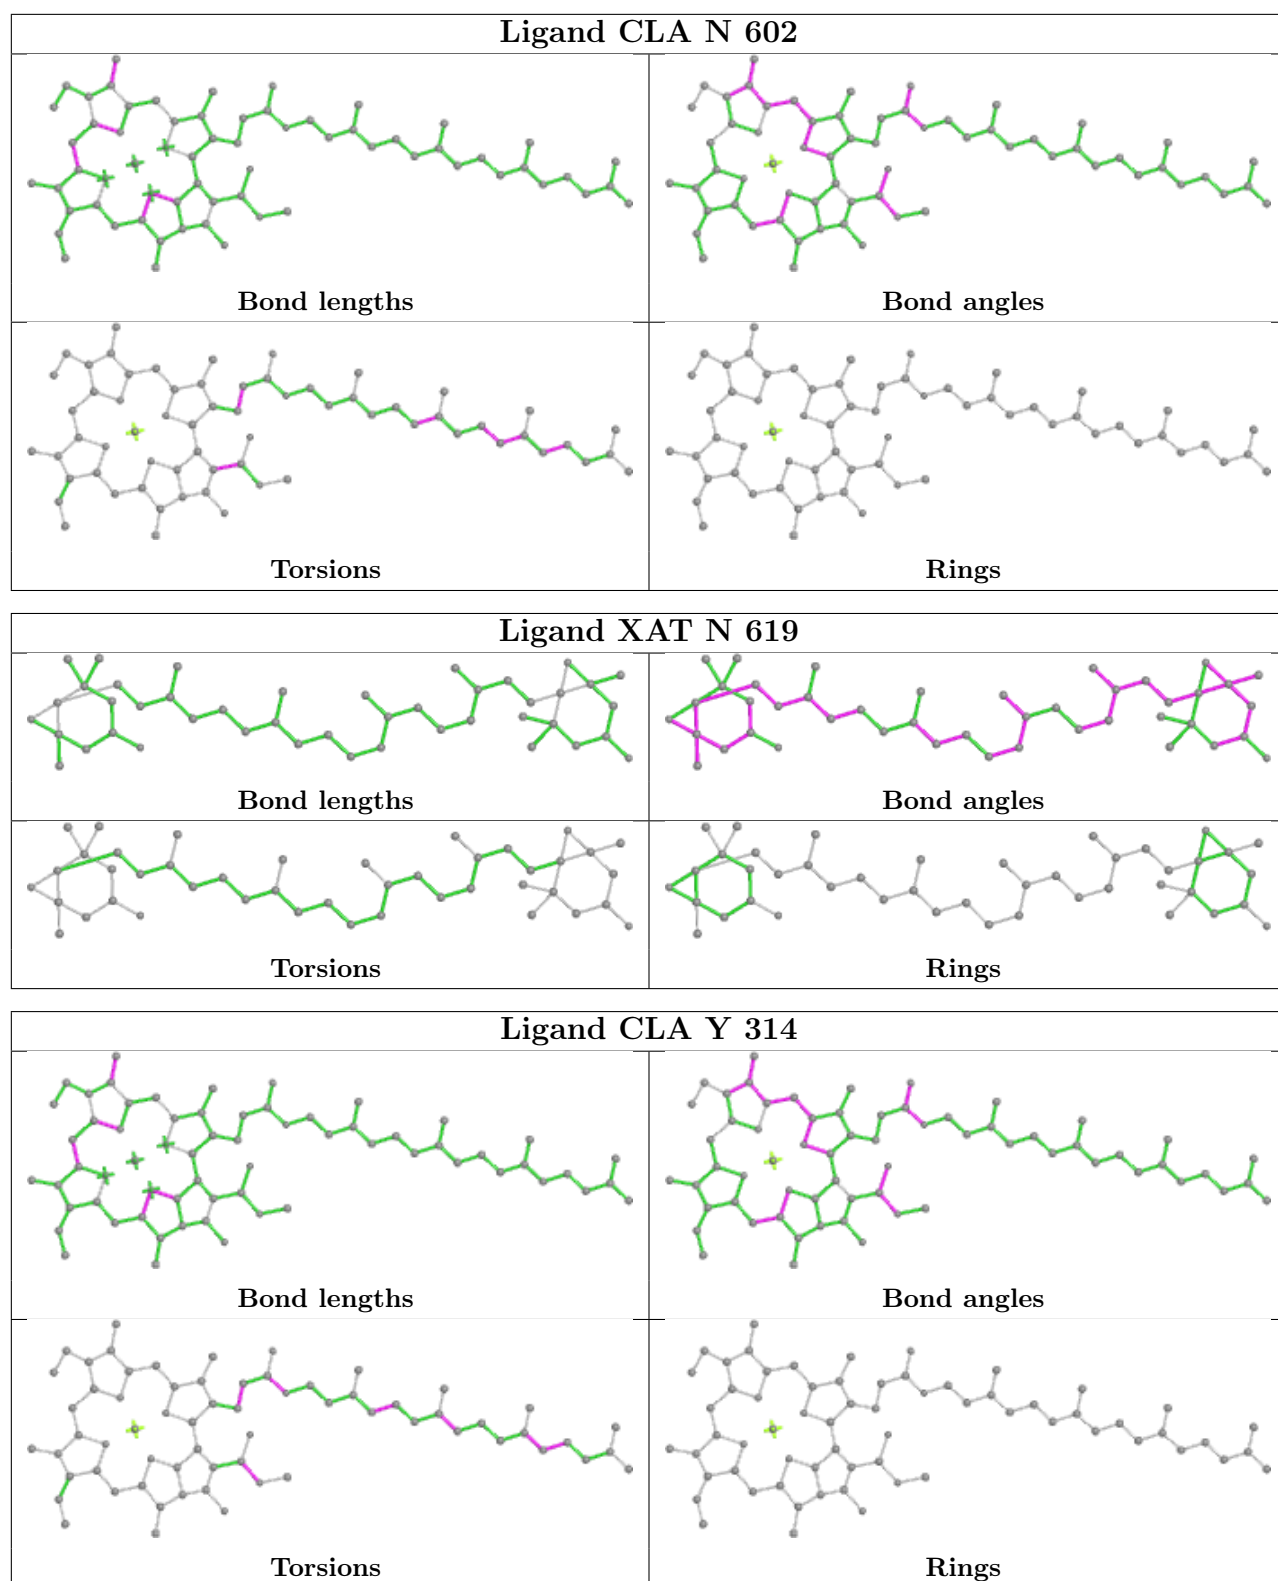 Ligand CLA N 602
Bond lengths
Bond angles
Torsions
Rings
Ligand XAT N 619
Bond lengths
Bond angles
Torsions
Rings
Ligand CLA Y 314
Bond lengths
Bond angles
Torsions
Rings